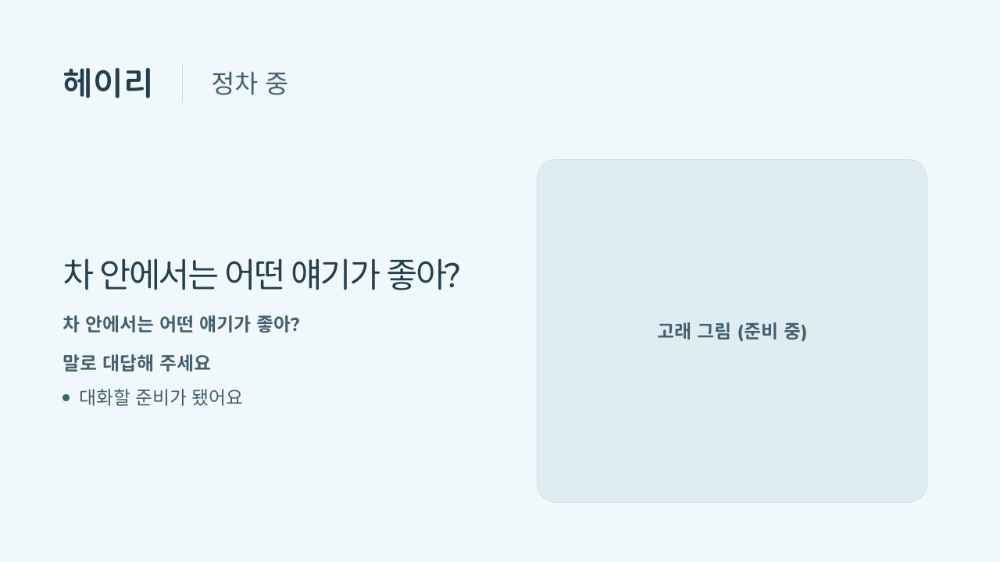 헤이리
정차 중
차 안에서는 어떤 얘기가 좋아?
차 안에서는 어떤 얘기가 좋아?
말로 대답해 주세요
● 대화할 준비가 됐어요
고래 그림 (준비 중)